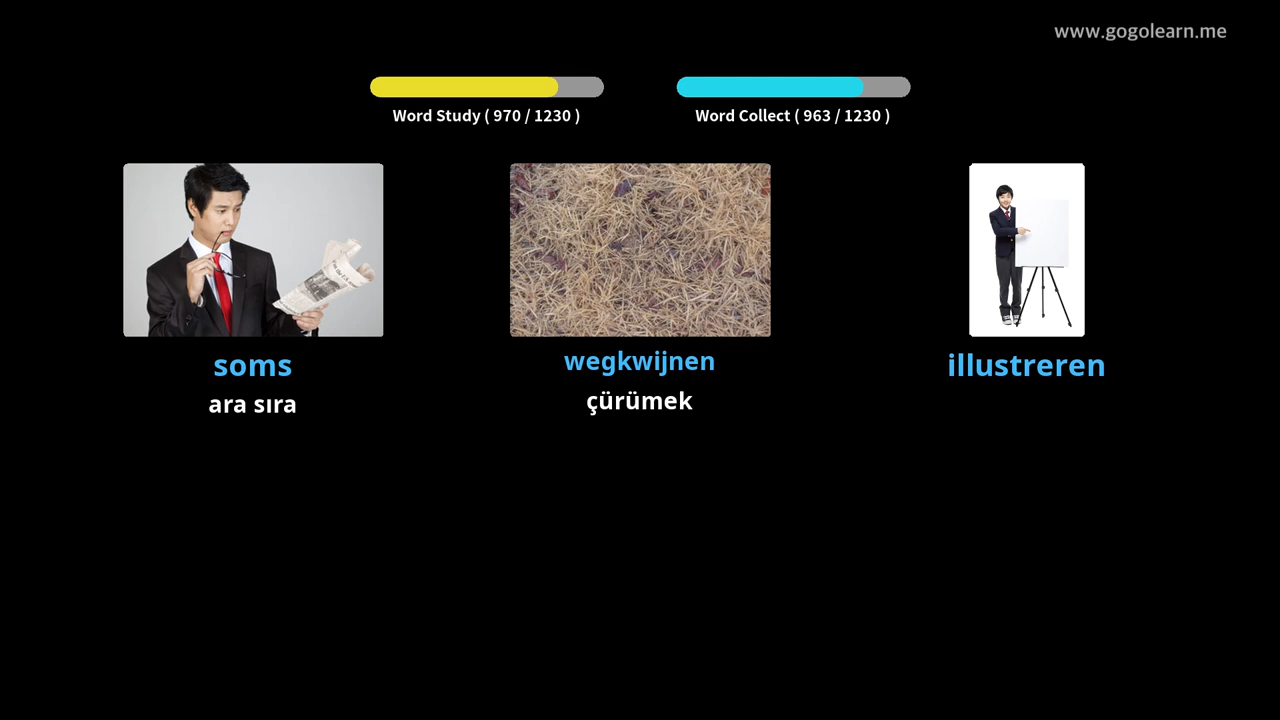 www.gogolearn.me
Word Study ( 970 / 1230 )
Word Collect ( 963 / 1230 )
soms
ara sıra
wegkwijnen
çürümek
illustreren